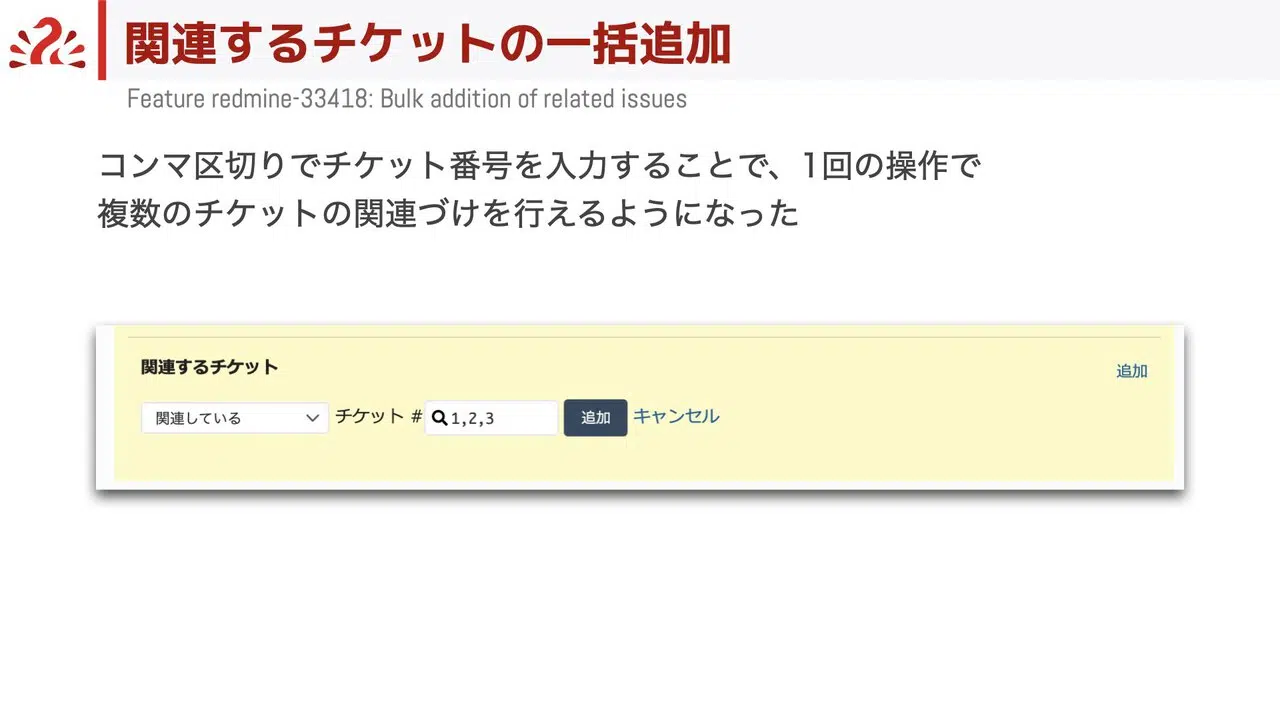 関連するチケットの一括追加
Feature redmine-33418: Bulk addition of related issues
コンマ区切りでチケット番号を入力することで、1回の操作で
複数のチケットの関連づけを行えるようになった
関連するチケット 追加
関連している チケット # 1,2,3 追加 キャンセル